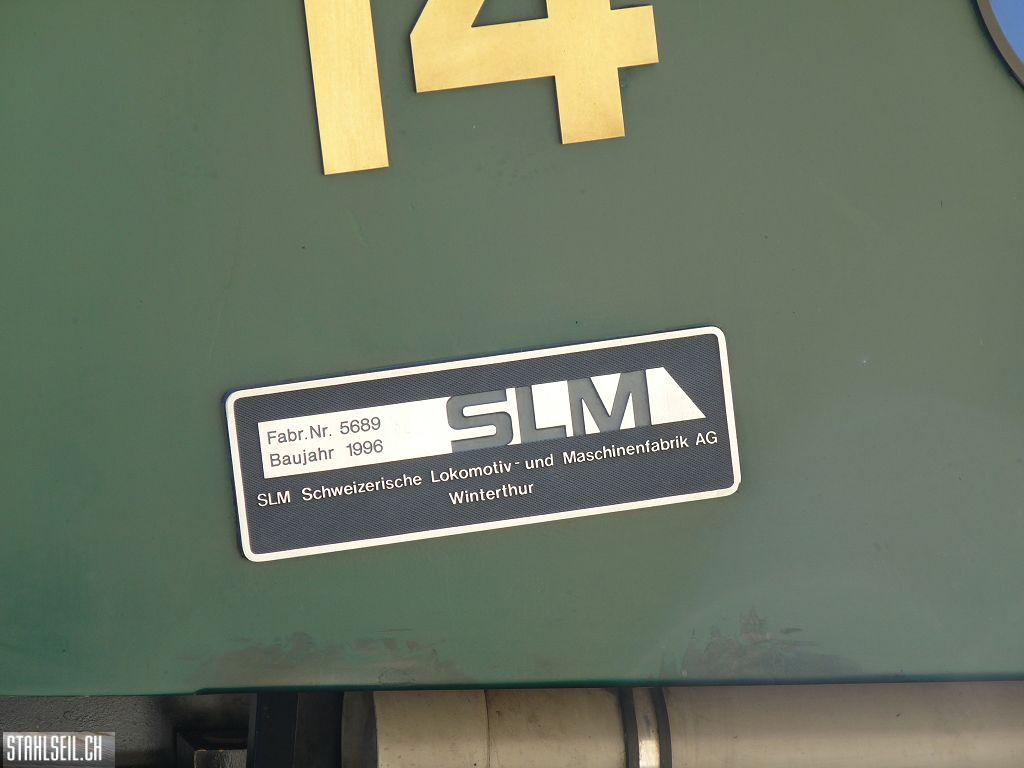 14
Fabr.Nr. 5689
Baujahr 1996
SLM
SLM Schweizerische Lokomotiv- und Maschinenfabrik AG
Winterthur
STAHLSEIL.CH